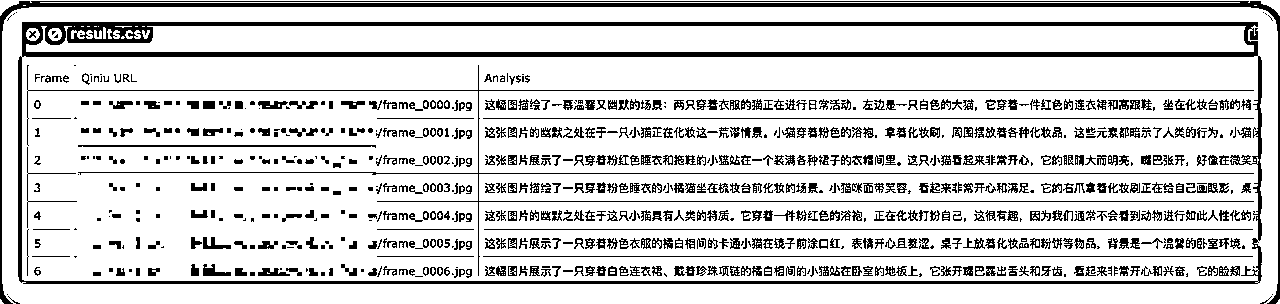 results.csv
Frame Qiniu URL Analysis
0 /frame_0000.jpg 这幅图描绘了一幕温馨又幽默的场景：两只穿着衣服的猫正在进行日常活动。左边是一只白色的大猫，它穿着一件红色的连衣裙和高跟鞋，坐在化妆台前的椅子
1 /frame_0001.jpg 这张图片的幽默之处在于一只小猫正在化妆这一荒谬情景。小猫穿着粉色的浴袍，拿着化妆刷，周围摆放着各种化妆品，这些元素都暗示了人类的行为。小猫
2 /frame_0002.jpg 这张图片展示了一只穿着粉红色睡衣和拖鞋的小猫站在一个装满各种裙子的衣帽间里。这只小猫看起来非常开心，它的眼睛大而明亮，嘴巴张开，好像在微笑
3 /frame_0003.jpg 这张图片描绘了一只穿着粉色睡衣的小橘猫坐在梳妆台前化妆的场景。小猫咪面带笑容，看起来非常开心和满足。它的右爪拿着化妆刷正在给自己画眼影，桌子
4 /frame_0004.jpg 这张图片的幽默之处在于这只小猫具有人类的特质。它穿着一件粉红色的浴袍，正在化妆打扮自己，这很有趣，因为我们通常不会看到动物进行如此人性化的
5 /frame_0005.jpg 这张图片展示了一只穿着粉色衣服的橘白相间的卡通小猫在镜子前涂口红，表情开心且羞涩。桌子上放着化妆品和粉饼等物品，背景是一个温馨的卧室环境。
6 /frame_0006.jpg 这幅图片展示了一只穿着白色连衣裙、戴着珍珠项链的橘白相间的小猫站在卧室的地板上，它张开嘴巴露出舌头和牙齿，看起来非常开心和兴奋，它的脸颊上